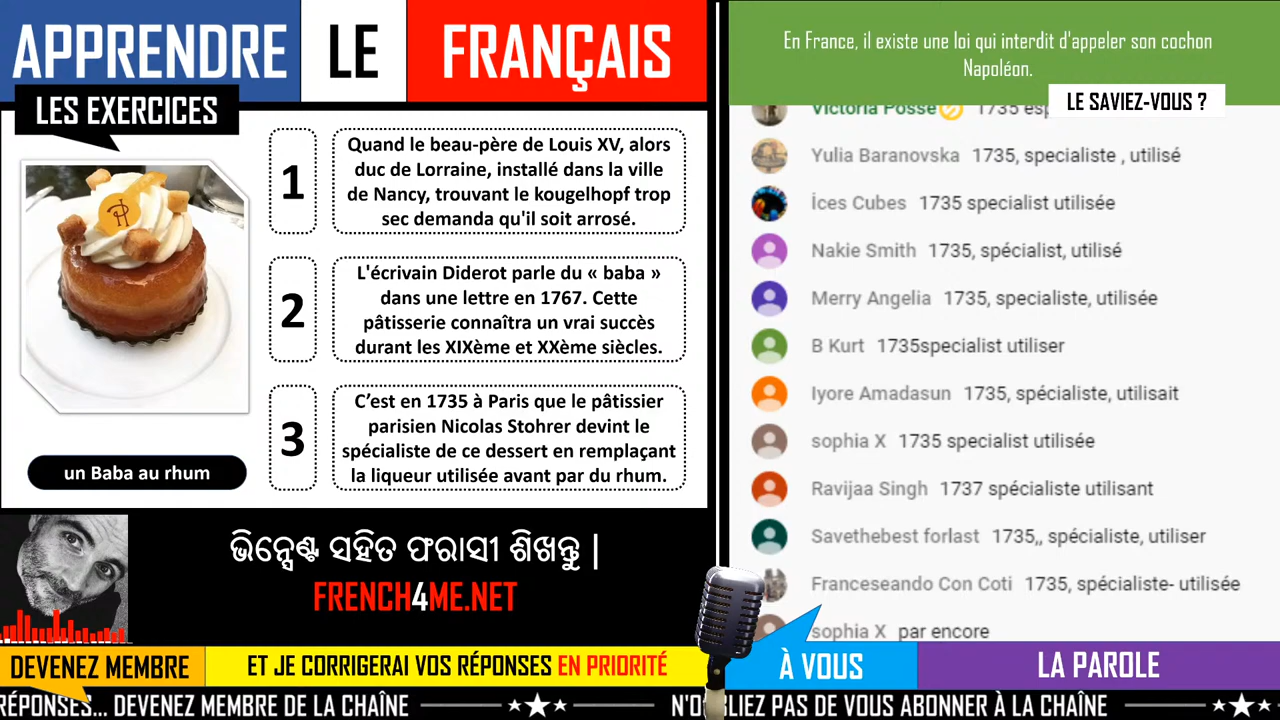 APPRENDRE LE FRANÇAIS
LES EXERCICES
un Baba au rhum
1
Quand le beau-père de Louis XV, alors
duc de Lorraine, installé dans la ville
de Nancy, trouvant le kougelhopf trop
sec demanda qu'il soit arrosé.
2
L'écrivain Diderot parle du « baba »
dans une lettre en 1767. Cette
pâtisserie connaîtra un vrai succès
durant les XIXème et XXème siècles.
3
C’est en 1735 à Paris que le pâtissier
parisien Nicolas Stohrer devint le
spécialiste de ce dessert en remplaçant
la liqueur utilisée avant par du rhum.
ଭିନ୍ସେଣ୍ଟ ସହିତ ଫରାସୀ ଶିଖନ୍ତୁ |
FRENCH4ME.NET
En France, il existe une loi qui interdit d'appeler son cochon
Napoléon.
LE SAVIEZ-VOUS ?
Victoria Posse 1735
Yulia Baranovska 1735, specialiste , utilisé
İces Cubes 1735 specialist utilisée
Nakie Smith 1735, spécialist, utilisé
Merry Angelia 1735, specialiste, utilisée
B Kurt 1735specialist utiliser
Iyore Amadasun 1735, spécialiste, utilisait
sophia X 1735 specialist utilisée
Ravijaa Singh 1737 spécialiste utilisant
Savethebest forlast 1735,, spécialiste, utiliser
Franceseando Con Coti 1735, spécialiste- utilisée
sophia X par encore
DEVENEZ MEMBRE
ET JE CORRIGERAI VOS RÉPONSES EN PRIORITÉ
À VOUS
LA PAROLE
RÉPONSES... DEVENEZ MEMBRE DE LA CHAÎNE
PAS DE VOUS ABONNER À LA CHAÎNE